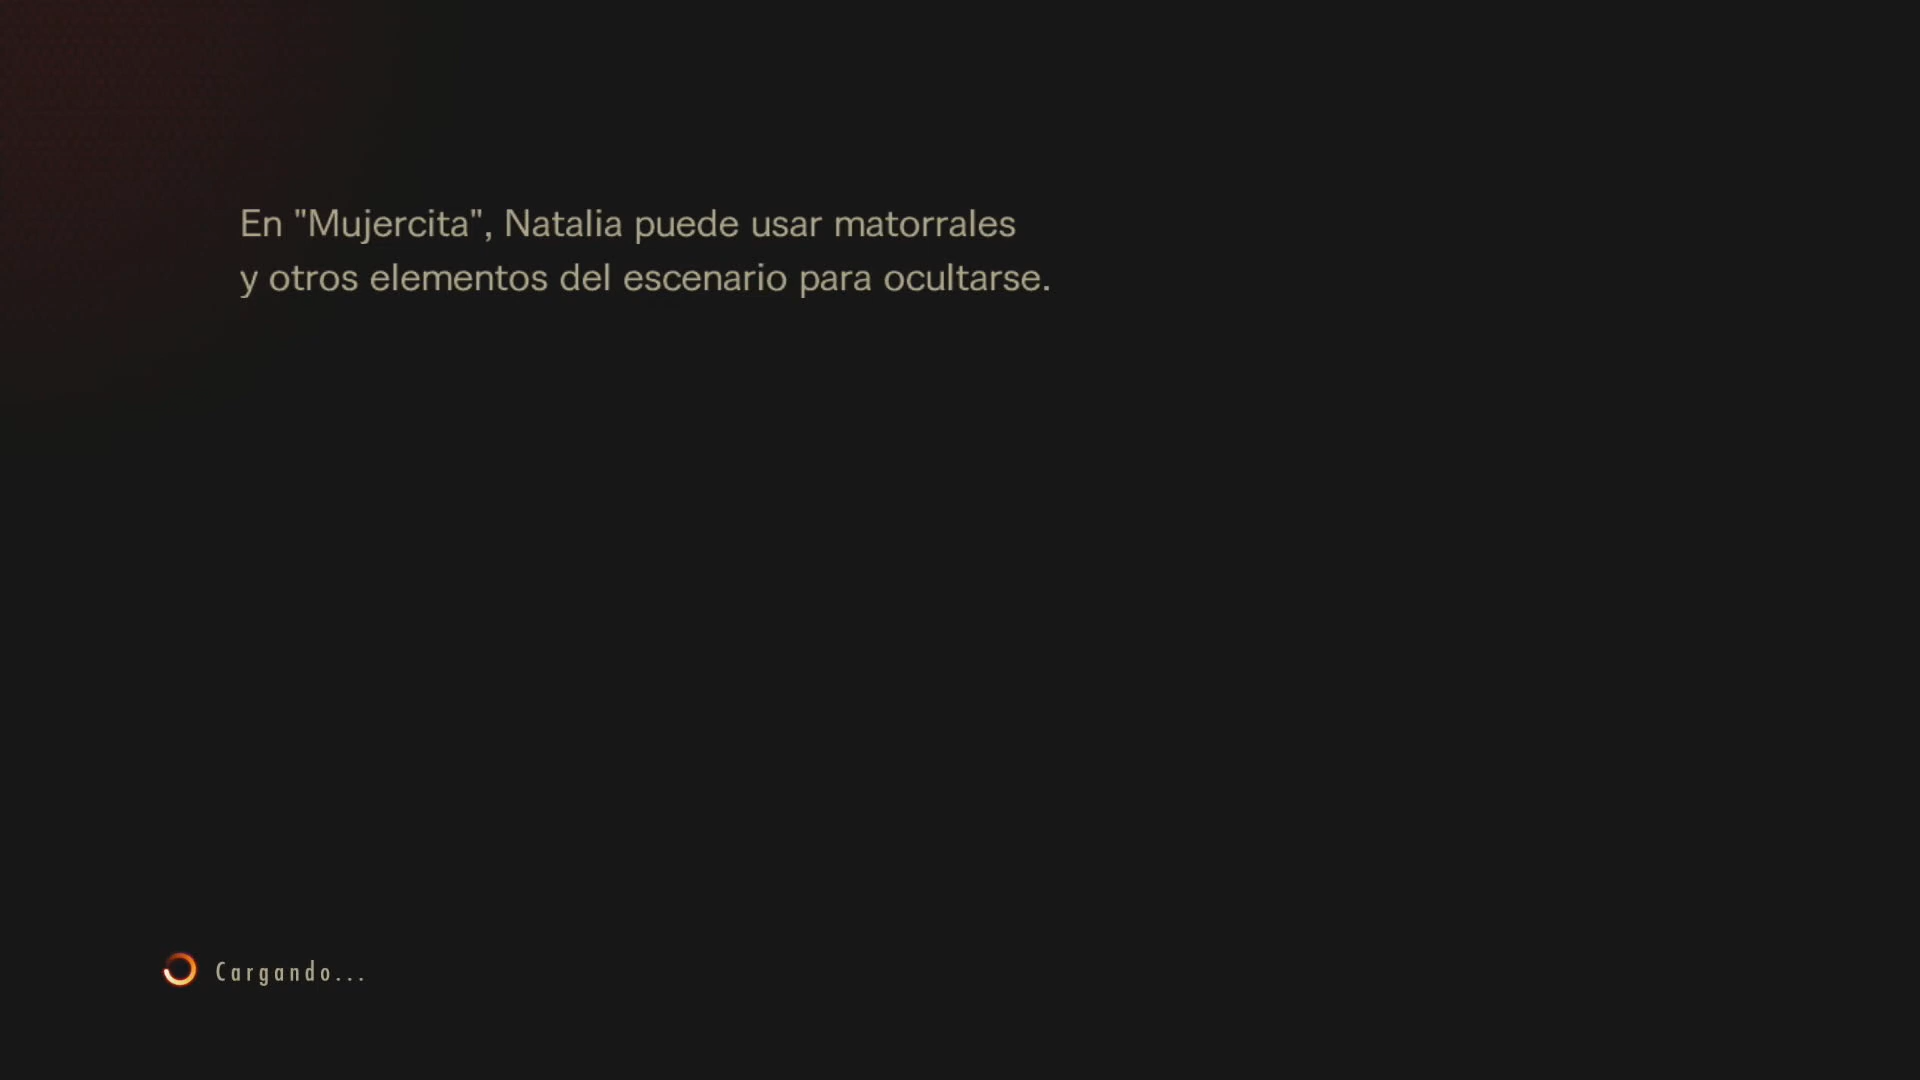 En "Mujercita", Natalia puede usar matorrales
y otros elementos del escenario para ocultarse.
Cargando...